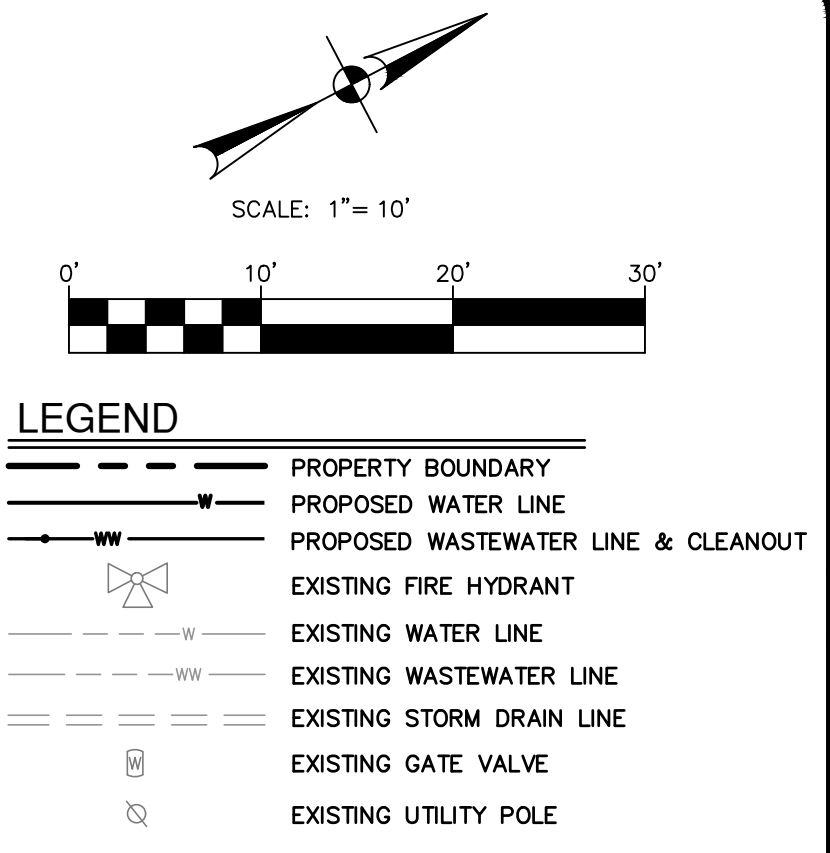 SCALE: 1"= 10'
0' 10' 20' 30'
LEGEND
PROPERTY BOUNDARY
W PROPOSED WATER LINE
WW PROPOSED WASTEWATER LINE & CLEANOUT
EXISTING FIRE HYDRANT
W EXISTING WATER LINE
WW EXISTING WASTEWATER LINE
EXISTING STORM DRAIN LINE
W EXISTING GATE VALVE
EXISTING UTILITY POLE